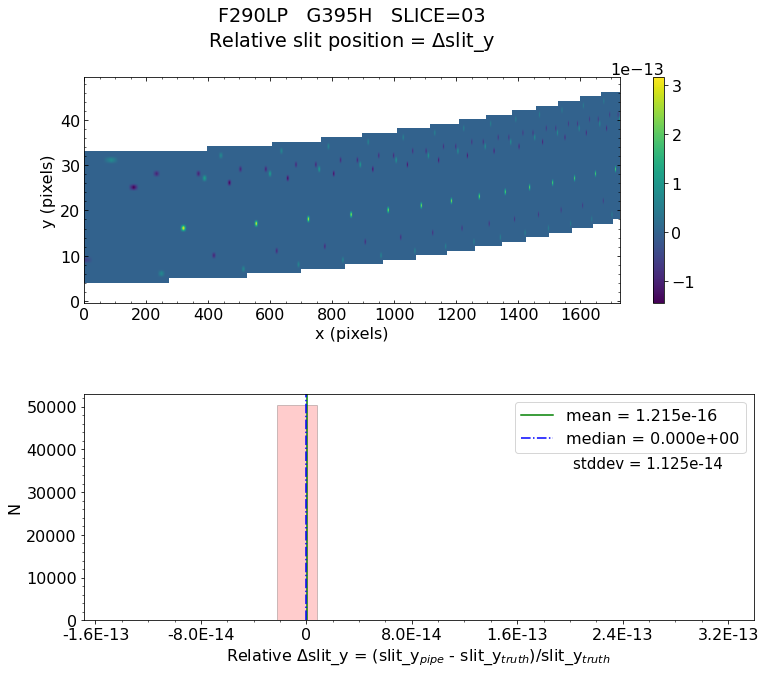 F290LP   G395H   SLICE=03
Relative slit position = Δslit_y
1e−13
y (pixels)
40
30
20
10
0
3
2
1
0
−1
0 200 400 600 800 1000 1200 1400 1600
x (pixels)
N
50000
40000
30000
20000
10000
0
mean = 1.215e-16
median = 0.000e+00
stddev = 1.125e-14
-1.6E-13 -8.0E-14 0 8.0E-14 1.6E-13 2.4E-13 3.2E-13
Relative Δslit_y = (slit_y_pipe - slit_y_truth)/slit_y_truth